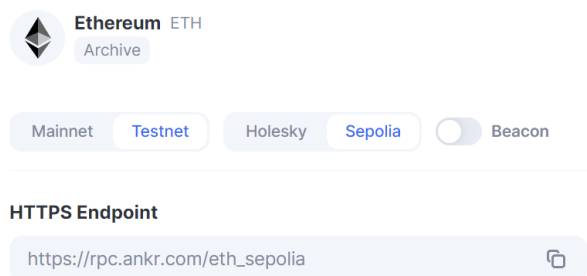 Ethereum ETH
Archive
Mainnet Testnet Holesky Sepolia Beacon
HTTPS Endpoint
https://rpc.ankr.com/eth_sepolia